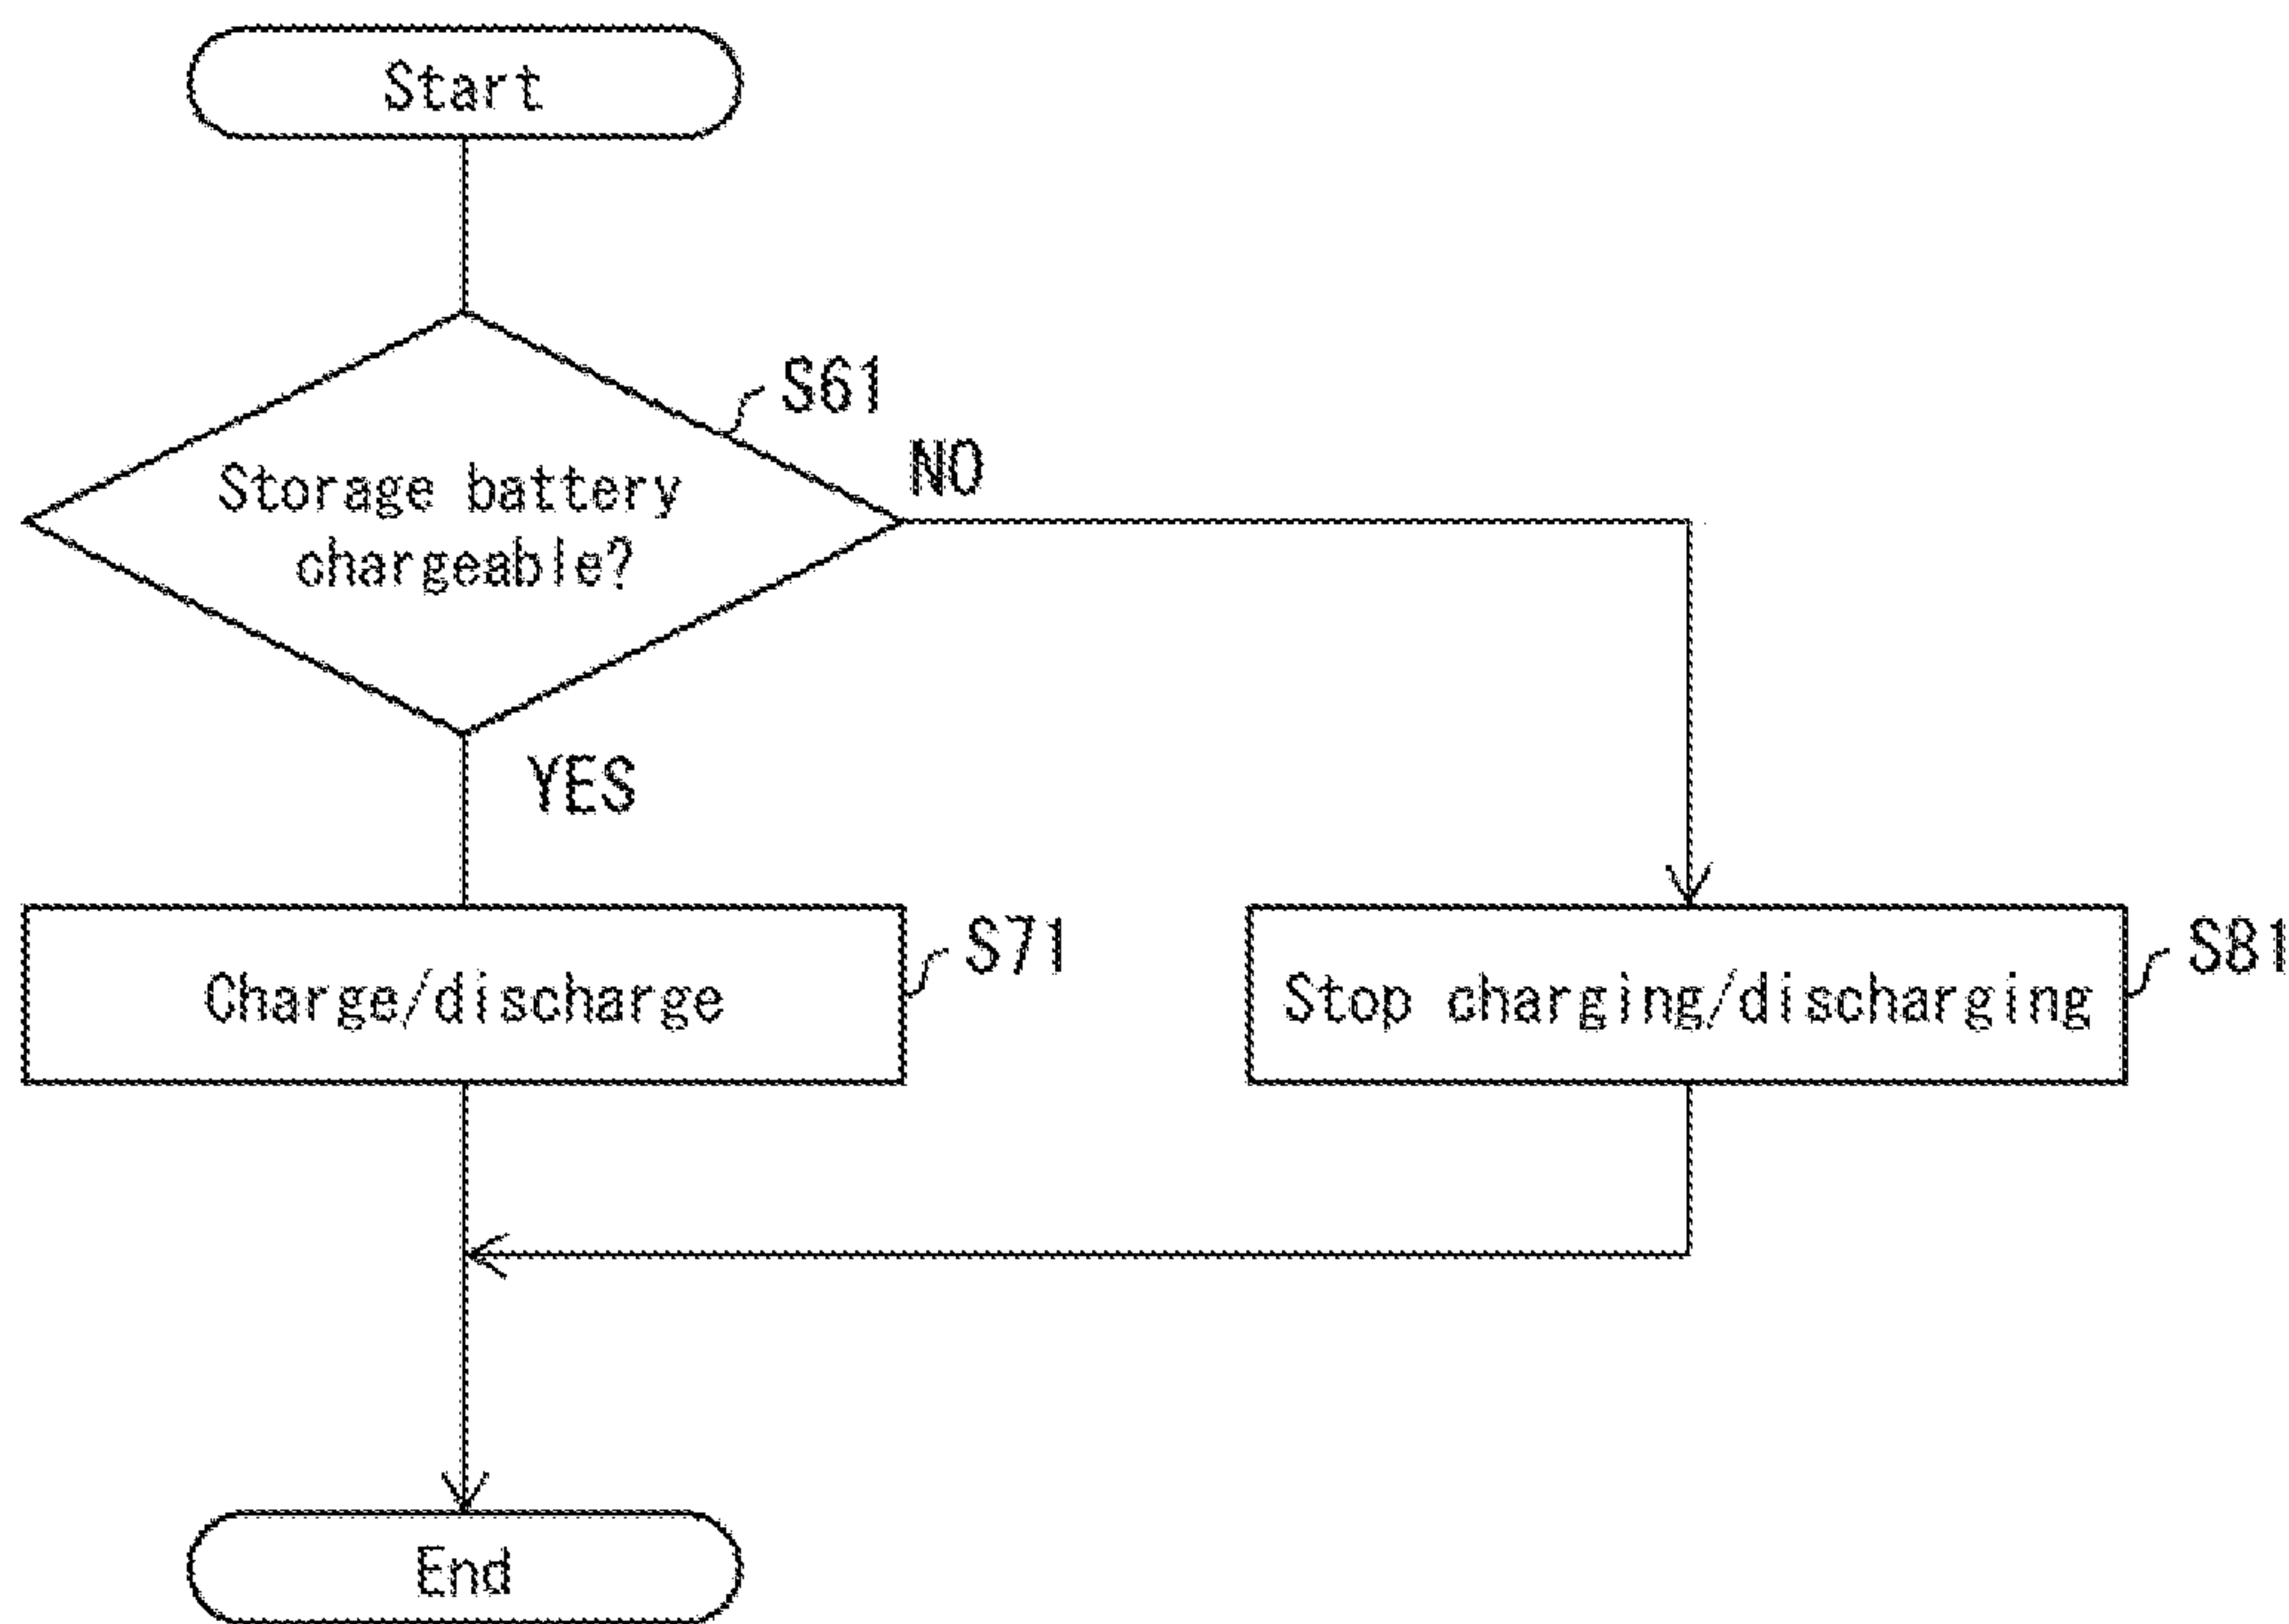 Start
S61
NO
Storage battery
chargeable?
YES
S71
S81
Charge/discharge
Stop charging/discharging
End